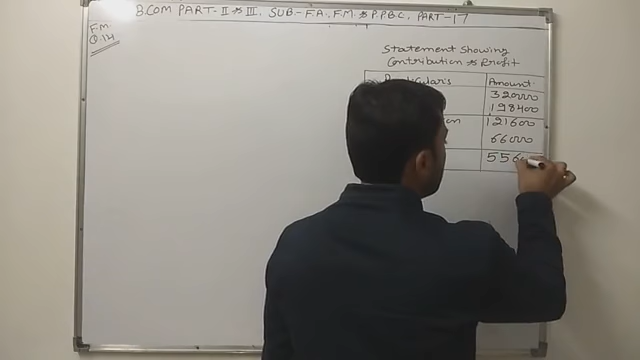 B.COM PART-II & III. SUB-F.A, F.M. & P.P.B.C. PART-17
F.M.
Q.14
Statement Showing
Contribution & Profit
Particulars Amount
320000
198400
on 121600
66000
556